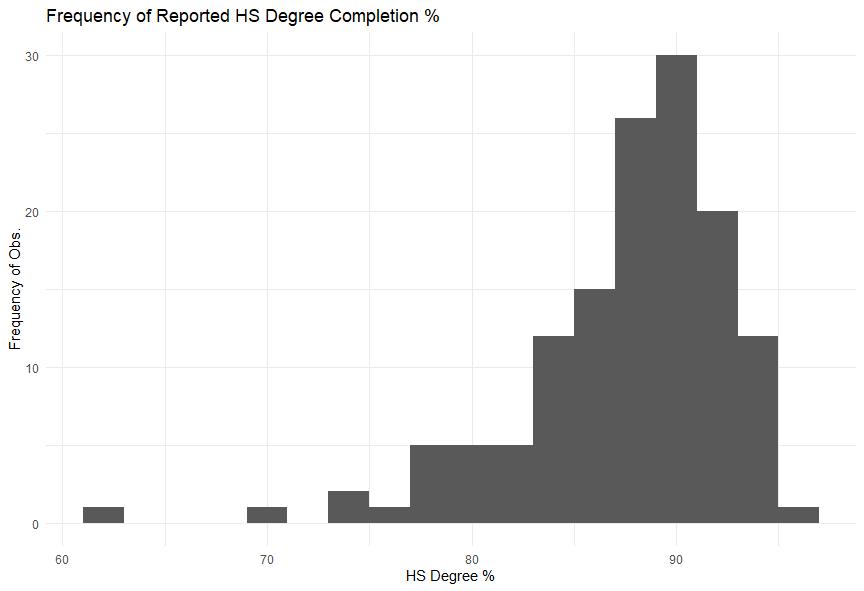 Frequency of Reported HS Degree Completion %
Frequency of Obs.
30
20
10
0
60 70 80 90
HS Degree %